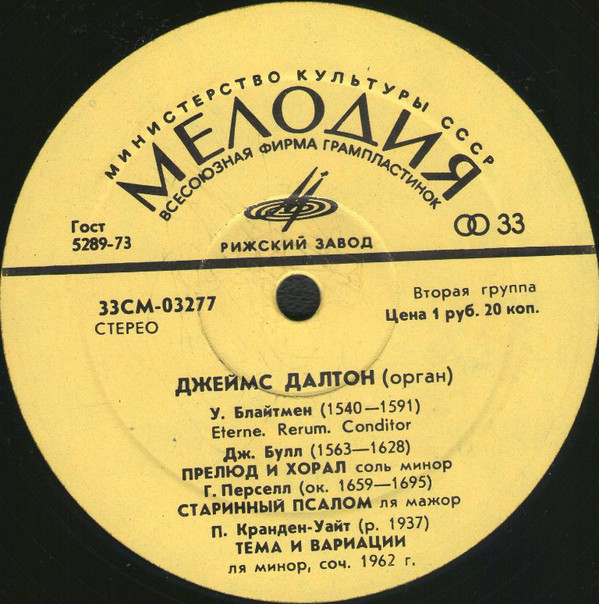 МИНИСТЕРСТВО КУЛЬТУРЫ СССР
МЕЛОДИЯ
ВСЕСОЮЗНАЯ ФИРМА ГРАМПЛАСТИНОК
Гост
5289-73
РИЖСКИЙ ЗАВОД
33
33СМ-03277
СТЕРЕО
Вторая группа
Цена 1 руб. 20 коп.
ДЖЕЙМС ДАЛТОН (орган)
У. Блайтмен (1540—1591)
Eterne. Rerum. Conditor
Дж. Булл (1563—1628)
ПРЕЛЮД И ХОРАЛ соль минор
Г. Перселл (ок. 1659—1695)
СТАРИННЫЙ ПСАЛОМ ля мажор
П. Кранден-Уайт (р. 1937)
ТЕМА И ВАРИАЦИИ
ля минор, соч. 1962 г.